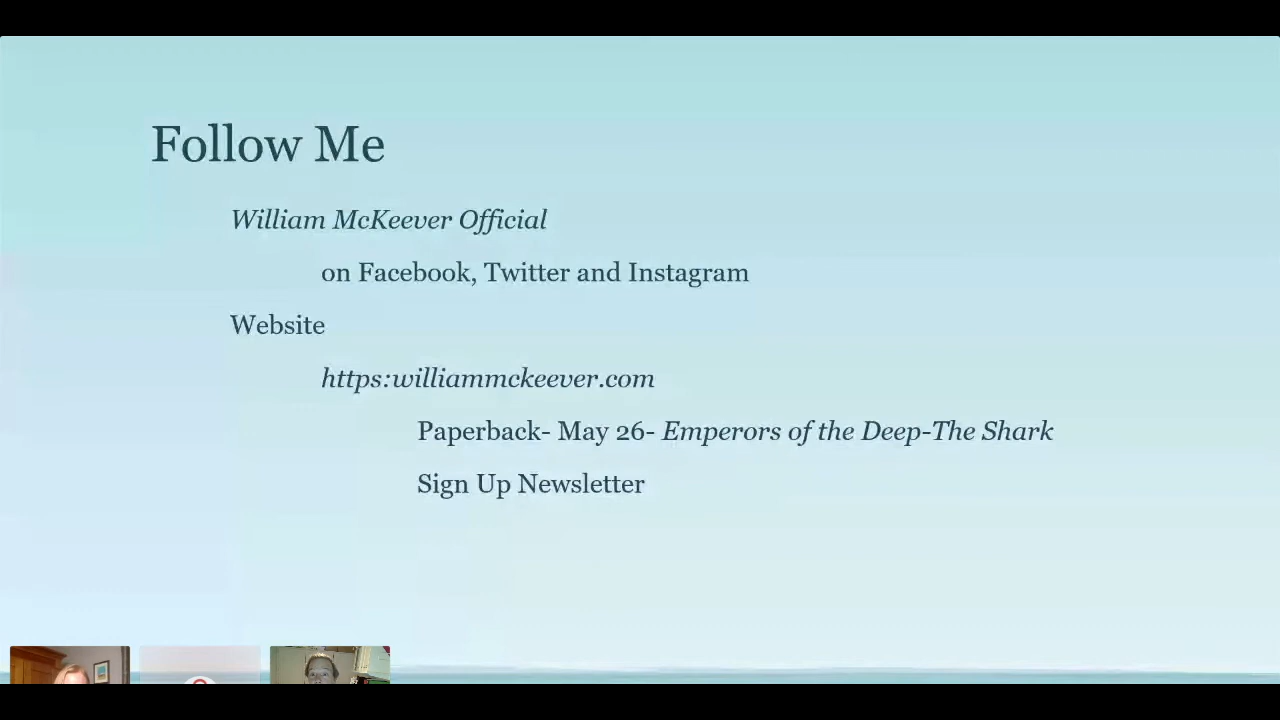 Follow Me
William McKeever Official
on Facebook, Twitter and Instagram
Website
https:williammckeever.com
Paperback- May 26- Emperors of the Deep-The Shark
Sign Up Newsletter